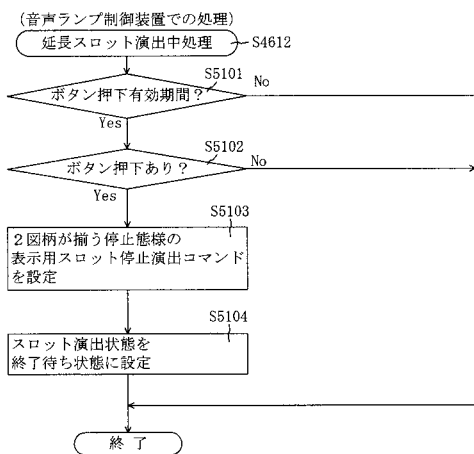 (音声ランプ制御装置での処理)
延長スロット演出中処理
S4612
S5101
ボタン押下有効期間?
No
Yes
S5102
ボタン押下あり?
No
Yes
S5103
2図柄が揃う停止態様の
表示用スロット停止演出コマンド
を設定
S5104
スロット演出状態を
終了待ち状態に設定
終了